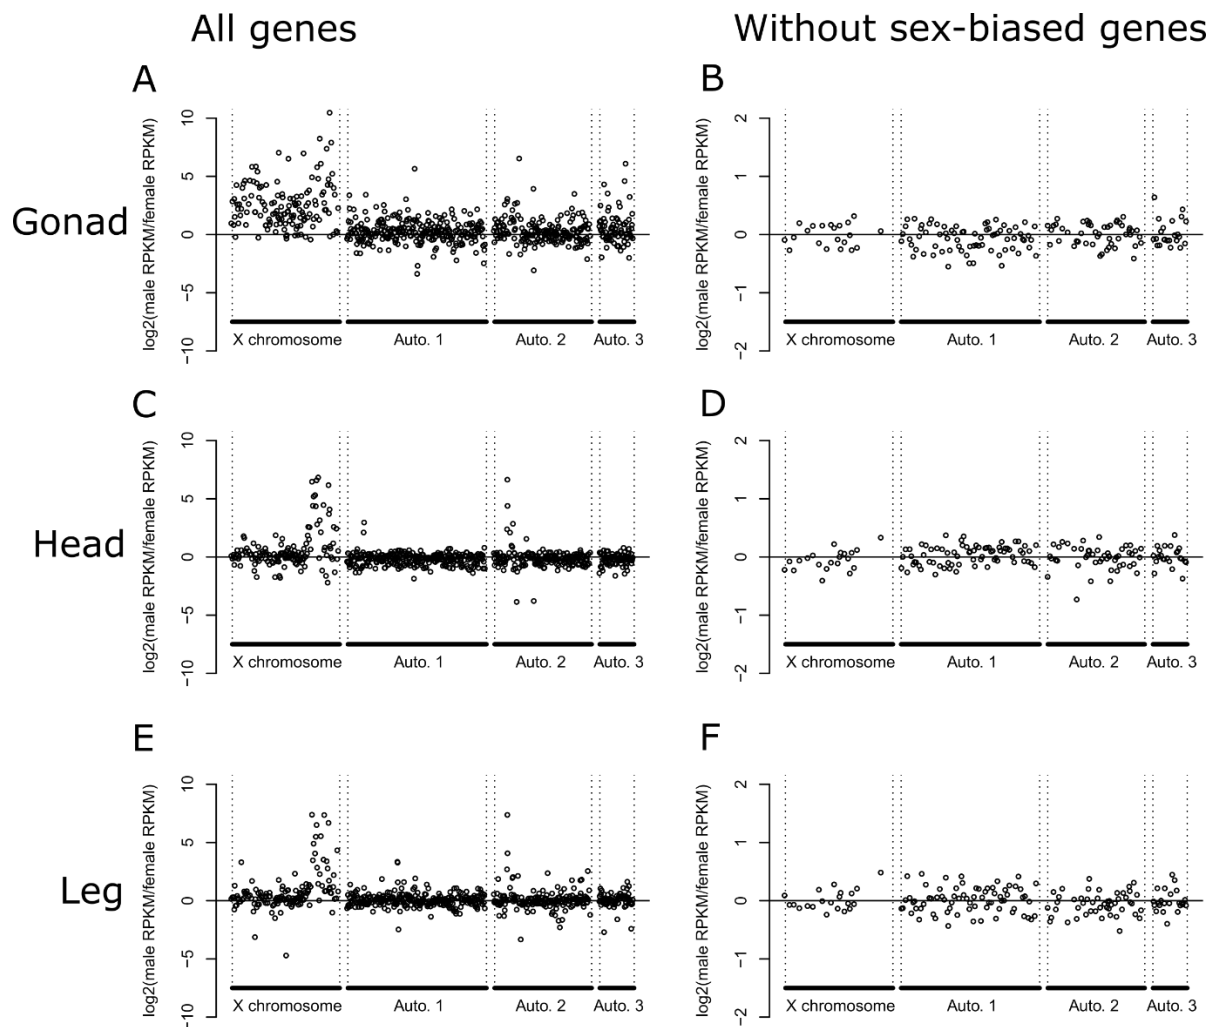 All genes
Without sex-biased genes
A
B
Gonad
log2(male RPKM/female RPKM)
10
5
0
−5
−10
X chromosome
Auto. 1
Auto. 2
Auto. 3
log2(male RPKM/female RPKM)
2
1
0
−1
−2
X chromosome
Auto. 1
Auto. 2
Auto. 3
C
D
Head
log2(male RPKM/female RPKM)
10
5
0
−5
−10
X chromosome
Auto. 1
Auto. 2
Auto. 3
log2(male RPKM/female RPKM)
2
1
0
−1
−2
X chromosome
Auto. 1
Auto. 2
Auto. 3
E
F
Leg
log2(male RPKM/female RPKM)
10
5
0
−5
−10
X chromosome
Auto. 1
Auto. 2
Auto. 3
log2(male RPKM/female RPKM)
2
1
0
−1
−2
X chromosome
Auto. 1
Auto. 2
Auto. 3